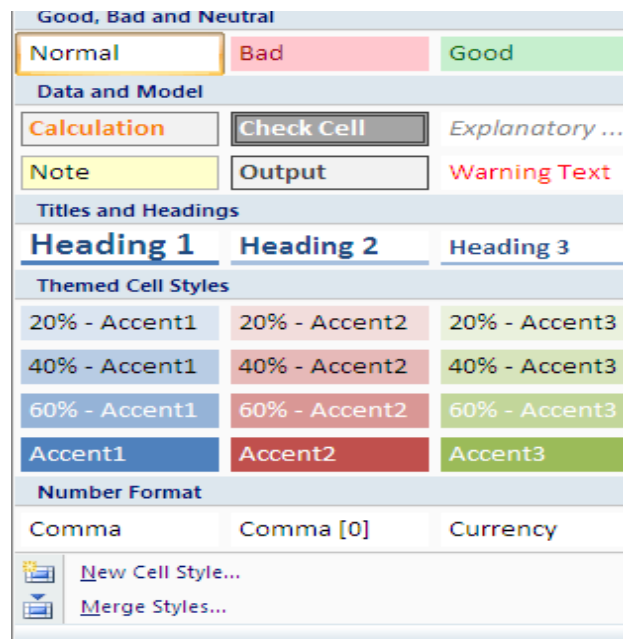 Good, Bad and Neutral
Normal Bad Good
Data and Model
Calculation Check Cell Explanatory ...
Note Output Warning Text
Titles and Headings
Heading 1 Heading 2 Heading 3
Themed Cell Styles
20% - Accent1 20% - Accent2 20% - Accent3
40% - Accent1 40% - Accent2 40% - Accent3
60% - Accent1 60% - Accent2 60% - Accent3
Accent1 Accent2 Accent3
Number Format
Comma Comma [0] Currency
New Cell Style...
Merge Styles...